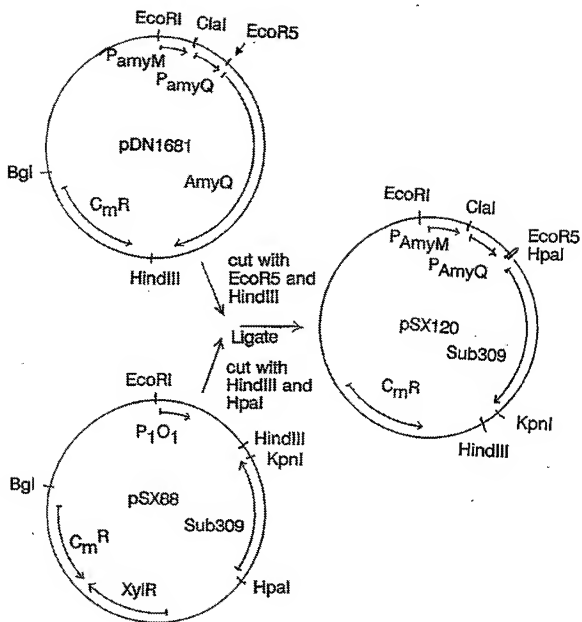 EcoRI
ClaI
EcoR5
PamyM
PamyQ
pDN1681
BglI
AmyQ
CmR
HindIII
cut with
EcoR5 and
HindIII
Ligate
cut with
HindIII and
HpaI
EcoRI
ClaI
EcoR5
HpaI
PAmyM
PAmyQ
pSX120
Sub309
CmR
KpnI
HindIII
EcoRI
P1O1
HindIII
KpnI
BglI
pSX88
Sub309
CmR
XylR
HpaI